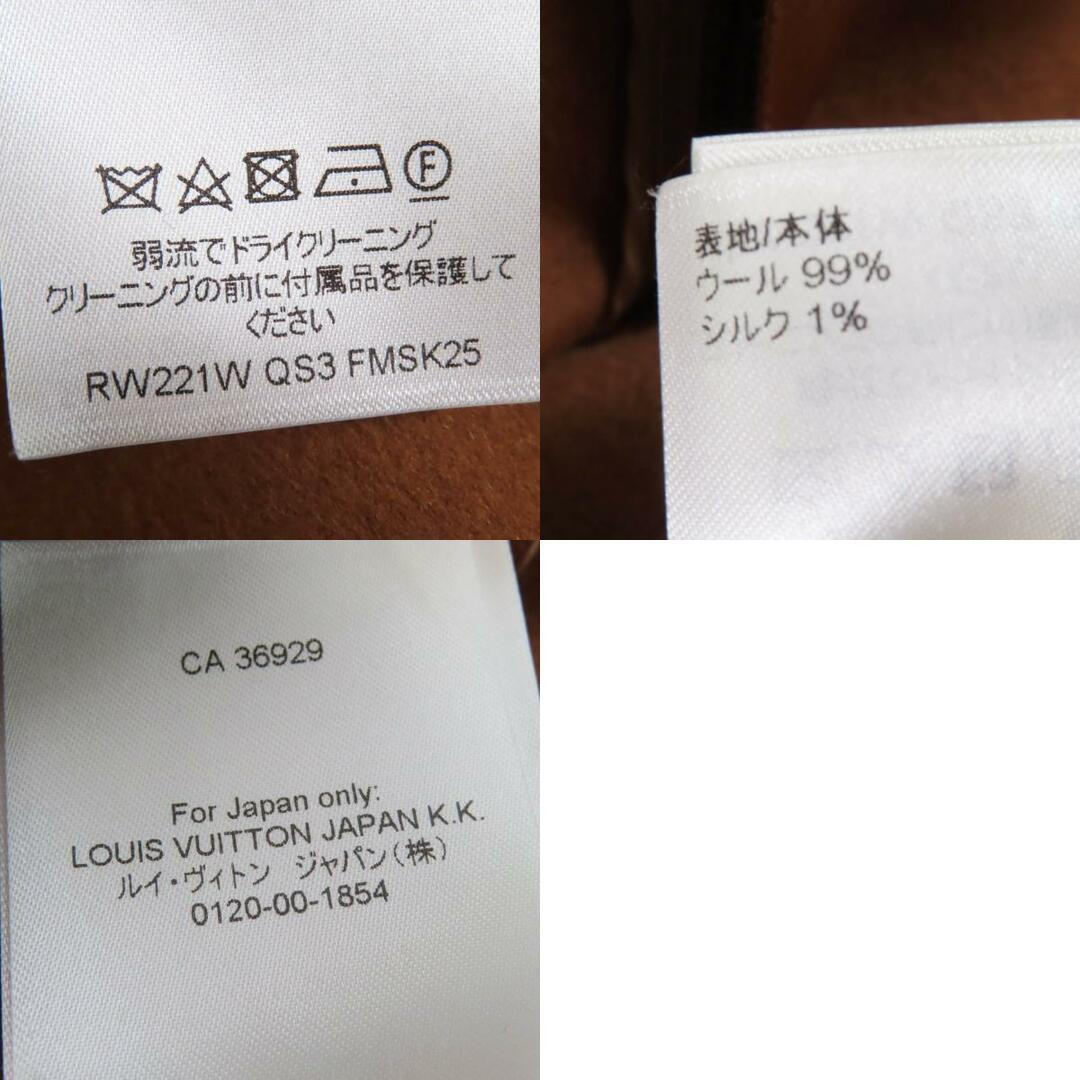 F
弱流でドライクリーニング
クリーニングの前に付属品を保護して
ください
RW221W QS3 FMSK25
表地/本体
ウール 99%
シルク 1%
CA 36929
For Japan only:
LOUIS VUITTON JAPAN K.K.
ルイ・ヴィトン ジャパン(株)
0120-00-1854